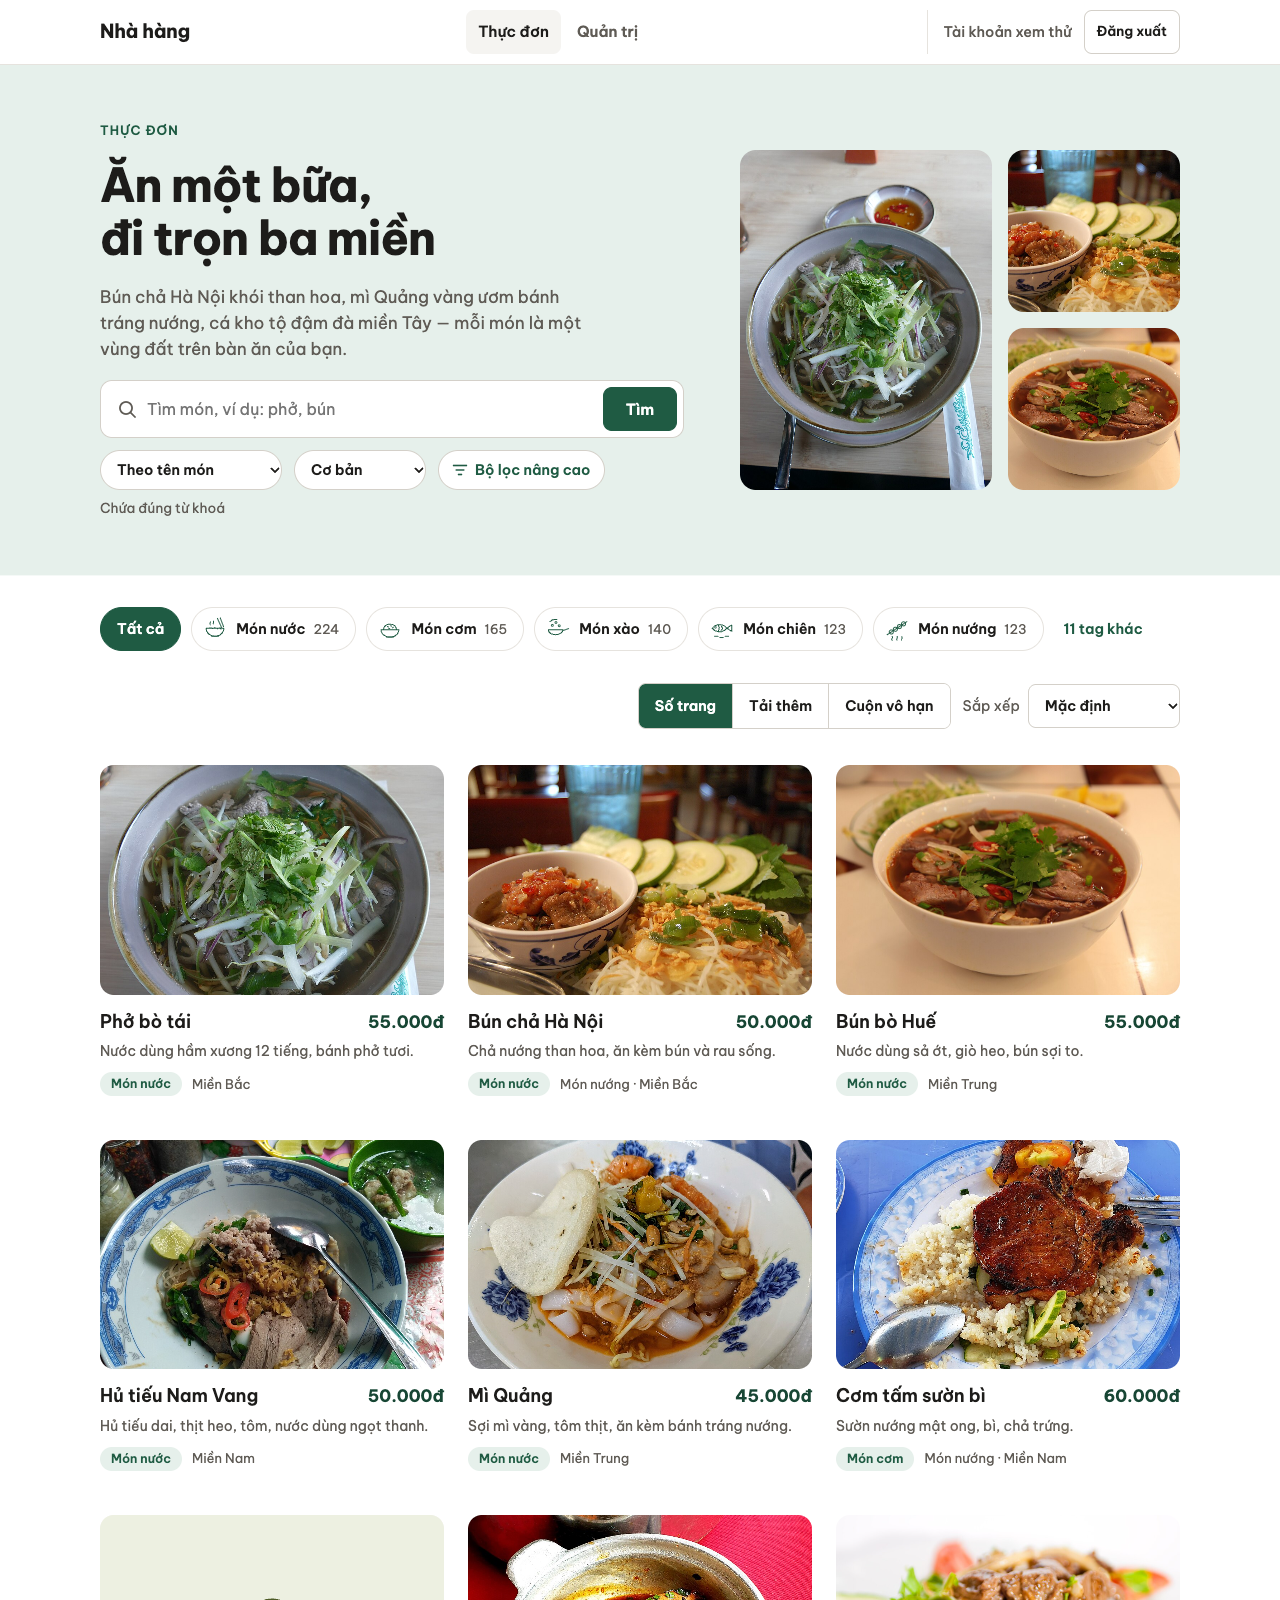 Nhà hàng
Thực đơn
Quản trị
Tài khoản xem thử
Đăng xuất
THỰC ĐƠN
Ăn một bữa,
đi trọn ba miền
Bún chả Hà Nội khói than hoa, mì Quảng vàng ươm bánh
tráng nướng, cá kho tộ đậm đà miền Tây — mỗi món là một
vùng đất trên bàn ăn của bạn.
Tìm món, ví dụ: phở, bún
Tìm
Theo tên món
Cơ bản
Bộ lọc nâng cao
Chứa đúng từ khoá
Tất cả
Món nước 224
Món cơm 165
Món xào 140
Món chiên 123
Món nướng 123
11 tag khác
Số trang
Tải thêm
Cuộn vô hạn
Sắp xếp
Mặc định
Phở bò tái 55.000đ
Nước dùng hầm xương 12 tiếng, bánh phở tươi.
Món nước Miền Bắc
Bún chả Hà Nội 50.000đ
Chả nướng than hoa, ăn kèm bún và rau sống.
Món nước Món nướng · Miền Bắc
Bún bò Huế 55.000đ
Nước dùng sả ớt, giò heo, bún sợi to.
Món nước Miền Trung
Hủ tiếu Nam Vang 50.000đ
Hủ tiếu dai, thịt heo, tôm, nước dùng ngọt thanh.
Món nước Miền Nam
Mì Quảng 45.000đ
Sợi mì vàng, tôm thịt, ăn kèm bánh tráng nướng.
Món nước Miền Trung
Cơm tấm sườn bì 60.000đ
Sườn nướng mật ong, bì, chả trứng.
Món cơm Món nướng · Miền Nam